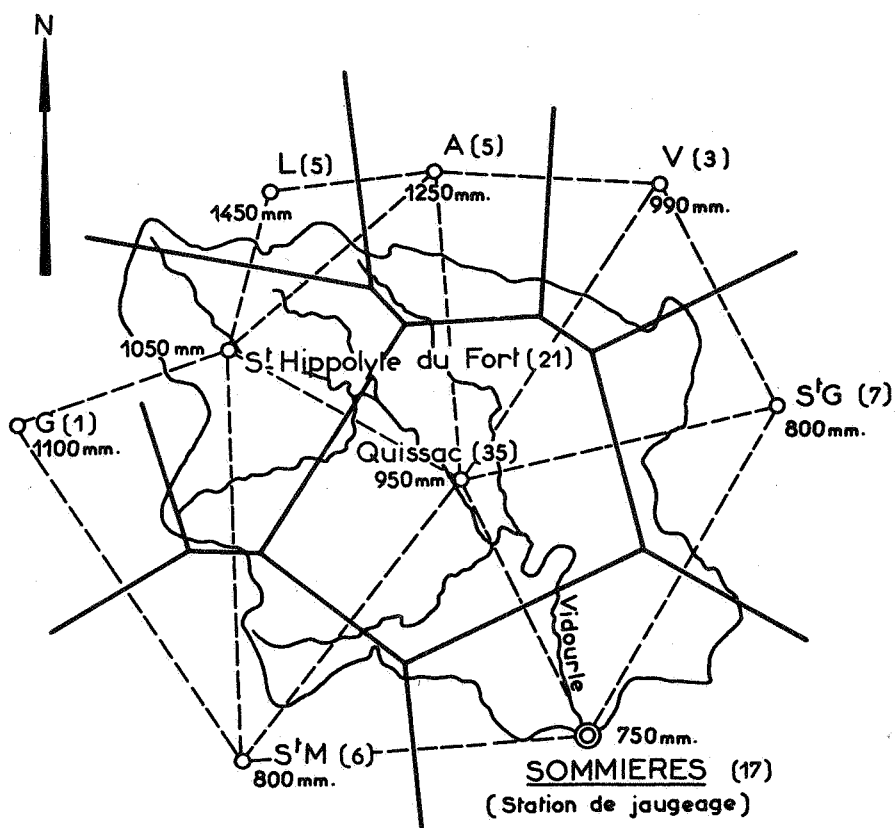 N
L (5)
A (5)
V (3)
1450 mm
1250 mm.
990 mm.
1050 mm
St Hippolyte du Fort (21)
G (1)
1100 mm.
StG (7)
800 mm.
Quissac (35)
950 mm
Vidourle
StM (6)
800 mm.
750 mm.
SOMMIERES (17)
(Station de jaugeage)